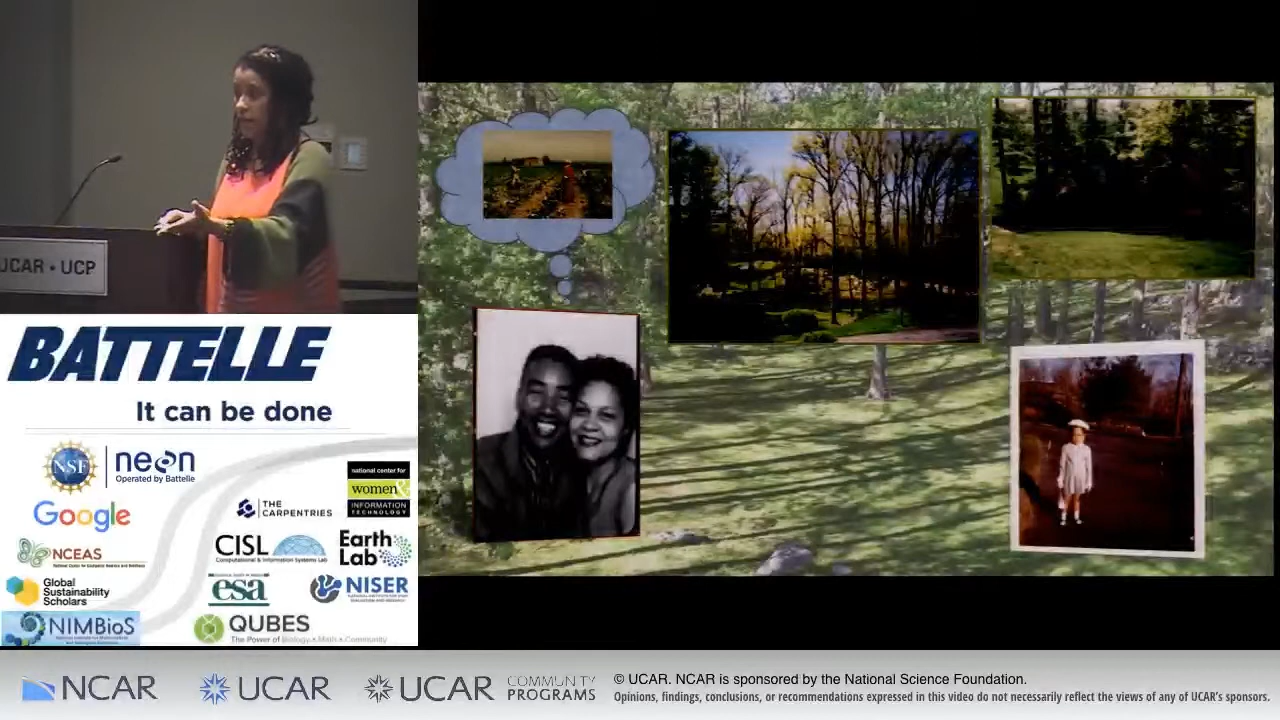 UCAR • UCP
BATTELLE
It can be done
NSF
neon
Operated by Battelle
national center for
women&
INFORMATION
TECHNOLOGY
Google
THE
CARPENTRIES
NCEAS
CISL
Computational & Information Systems Lab
Earth
Lab
Global
Sustainability
Scholars
esa
NISER
NIMBioS
QUBES
The Power of Biology • Math • Community
NCAR
UCAR
UCAR
COMMUNITY
PROGRAMS
© UCAR. NCAR is sponsored by the National Science Foundation.
Opinions, findings, conclusions, or recommendations expressed in this video do not necessarily reflect the views of any of UCAR's sponsors.